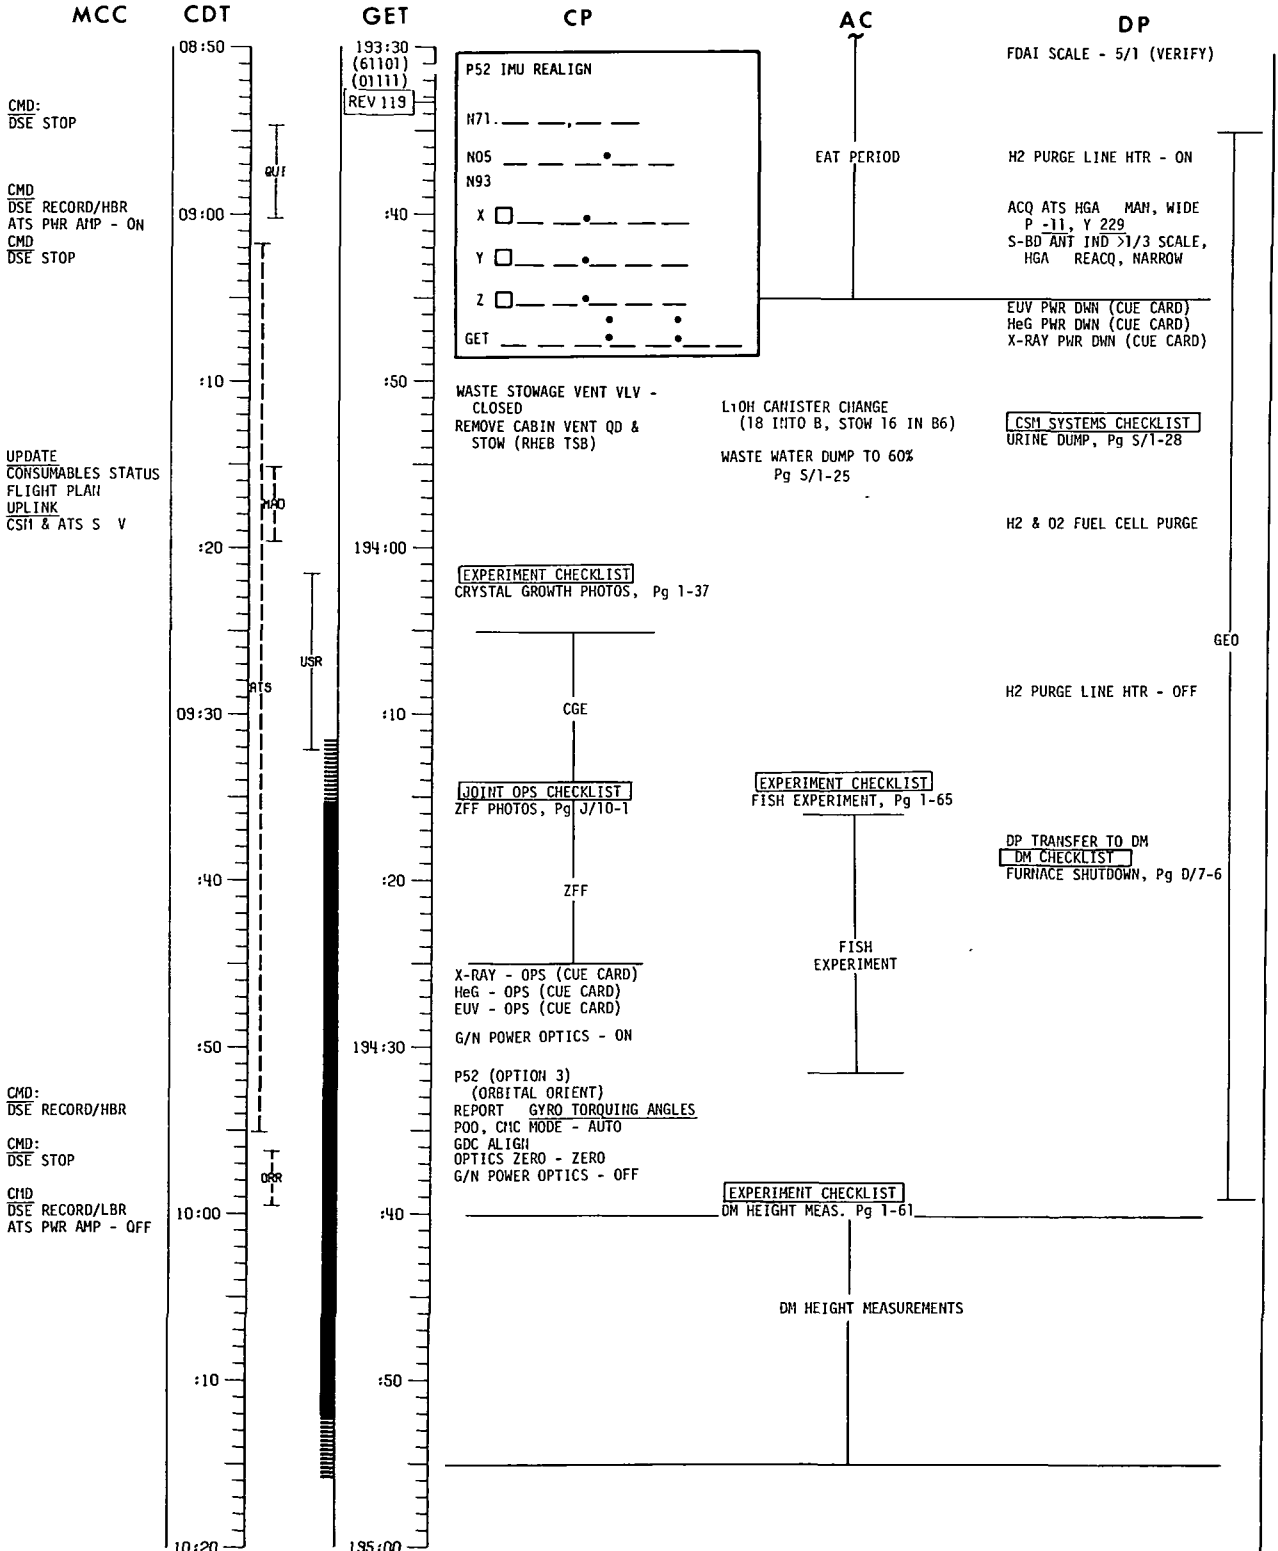 MCC CDT GET CP AC DP
08:50
193:30
(61101)
(01111)
REV 119
P52 IMU REALIGN
N71
N05
N93
X
Y
Z
GET
FDAI SCALE - 5/1 (VERIFY)
CMD:
DSE STOP
EAT PERIOD
H2 PURGE LINE HTR - ON
CMD
DSE RECORD/HBR
ATS PWR AMP - ON
CMD
DSE STOP
09:00
:40
ACQ ATS HGA MAN, WIDE
P -11, Y 229
S-BD ANT IND >1/3 SCALE,
HGA REACQ, NARROW
EUV PWR DWN (CUE CARD)
HeG PWR DWN (CUE CARD)
X-RAY PWR DWN (CUE CARD)
:10
:50
WASTE STOWAGE VENT VLV -
CLOSED
REMOVE CABIN VENT QD &
STOW (RHEB TSB)
LiOH CANISTER CHANGE
(18 INTO B, STOW 16 IN B6)
WASTE WATER DUMP TO 60%
Pg S/1-25
CSM SYSTEMS CHECKLIST
URINE DUMP, Pg S/1-28
UPDATE
CONSUMABLES STATUS
FLIGHT PLAN
UPLINK
CSM & ATS S V
MAD
H2 & O2 FUEL CELL PURGE
:20
194:00
EXPERIMENT CHECKLIST
CRYSTAL GROWTH PHOTOS, Pg 1-37
USR
GEO
ATS
H2 PURGE LINE HTR - OFF
09:30
:10
CGE
JOINT OPS CHECKLIST
ZFF PHOTOS, Pg J/10-1
EXPERIMENT CHECKLIST
FISH EXPERIMENT, Pg 1-65
DP TRANSFER TO DM
DM CHECKLIST
FURNACE SHUTDOWN, Pg D/7-6
:40
:20
ZFF
FISH
EXPERIMENT
X-RAY - OPS (CUE CARD)
HeG - OPS (CUE CARD)
EUV - OPS (CUE CARD)
G/N POWER OPTICS - ON
:50
194:30
P52 (OPTION 3)
(ORBITAL ORIENT)
REPORT GYRO TORQUING ANGLES
POO, CMC MODE - AUTO
GDC ALIGN
OPTICS ZERO - ZERO
G/N POWER OPTICS - OFF
CMD:
DSE RECORD/HBR
CMD:
DSE STOP
ORR
CMD
DSE RECORD/LBR
ATS PWR AMP - OFF
10:00
:40
EXPERIMENT CHECKLIST
DM HEIGHT MEAS. Pg 1-61
DM HEIGHT MEASUREMENTS
:10
:50
10:20
195:00